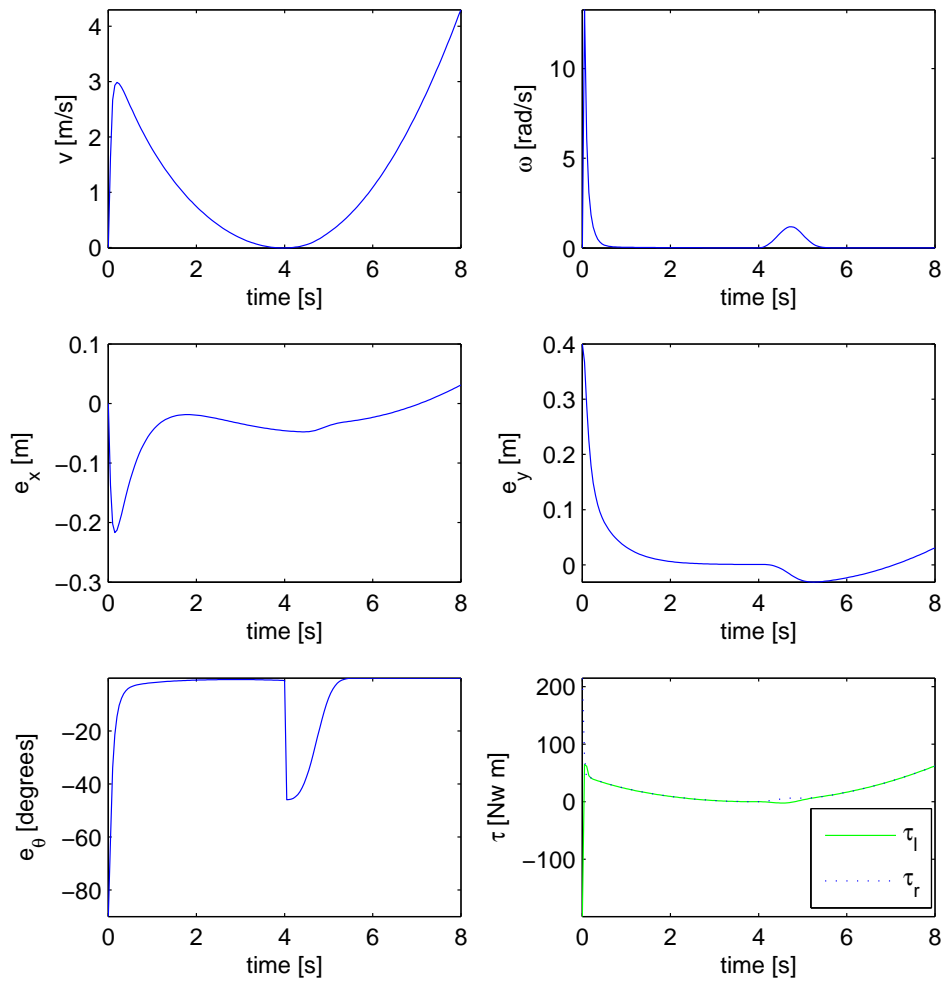 v [m/s]
4
3
2
1
0
0 2 4 6 8
time [s]
ω [rad/s]
10
5
0
0 2 4 6 8
time [s]
e_x [m]
0.1
0
−0.1
−0.2
−0.3
0 2 4 6 8
time [s]
e_y [m]
0.4
0.3
0.2
0.1
0
0 2 4 6 8
time [s]
e_θ [degrees]
−20
−40
−60
−80
0 2 4 6 8
time [s]
τ [Nw m]
200
100
0
−100
0 2 4 6 8
time [s]
τ_l
τ_r